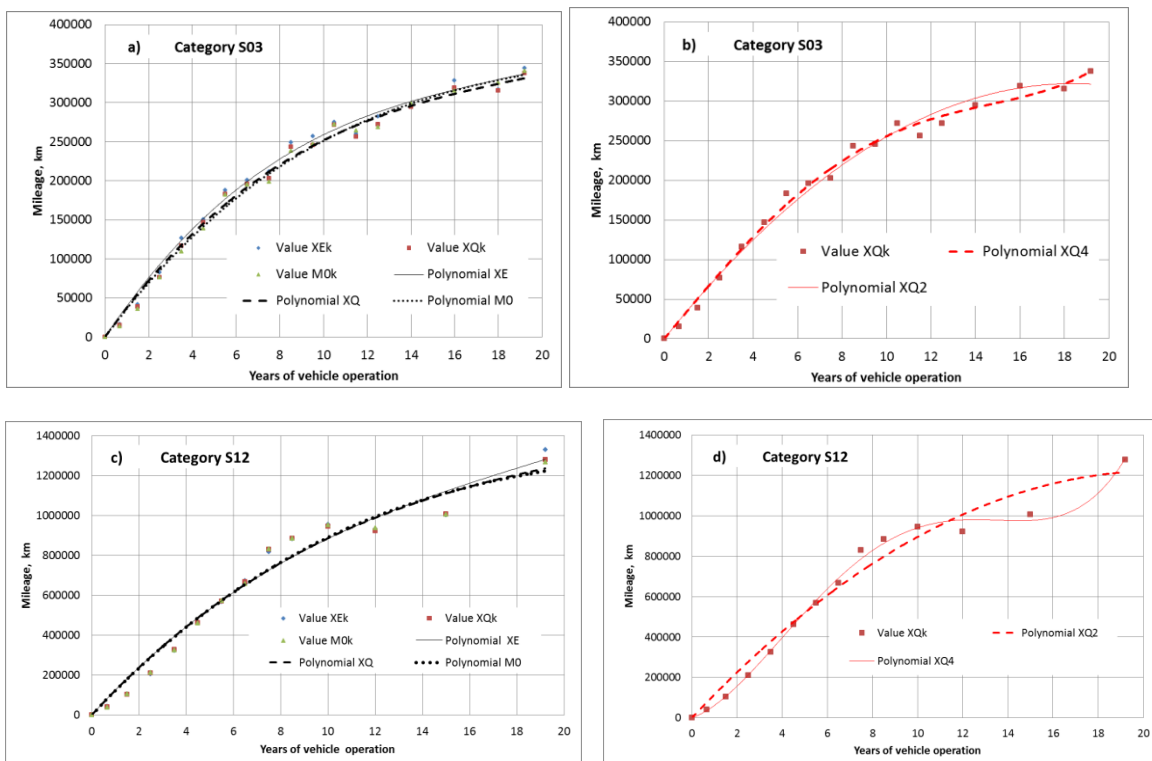 a) Category S03
400000
350000
300000
250000
200000
150000
100000
50000
0
Mileage, km
Value XEk Value XQk
Value M0k Polynomial XE
Polynomial XQ Polynomial M0
0 2 4 6 8 10 12 14 16 18 20
Years of vehicle operation
b) Category S03
400000
350000
300000
250000
200000
150000
100000
50000
0
Mileage, km
Value XQk Polynomial XQ4
Polynomial XQ2
0 2 4 6 8 10 12 14 16 18 20
Years of vehicle operation
c) Category S12
1400000
1200000
1000000
800000
600000
400000
200000
0
Mileage, km
Value XEk Value XQk
Value M0k Polynomial XE
Polynomial XQ Polynomial M0
0 2 4 6 8 10 12 14 16 18 20
Years of vehicle operation
d) Category S12
1400000
1200000
1000000
800000
600000
400000
200000
0
Mileage, km
Value XQk Polynomial XQ2
Polynomial XQ4
0 2 4 6 8 10 12 14 16 18 20
Years of vehicle operation